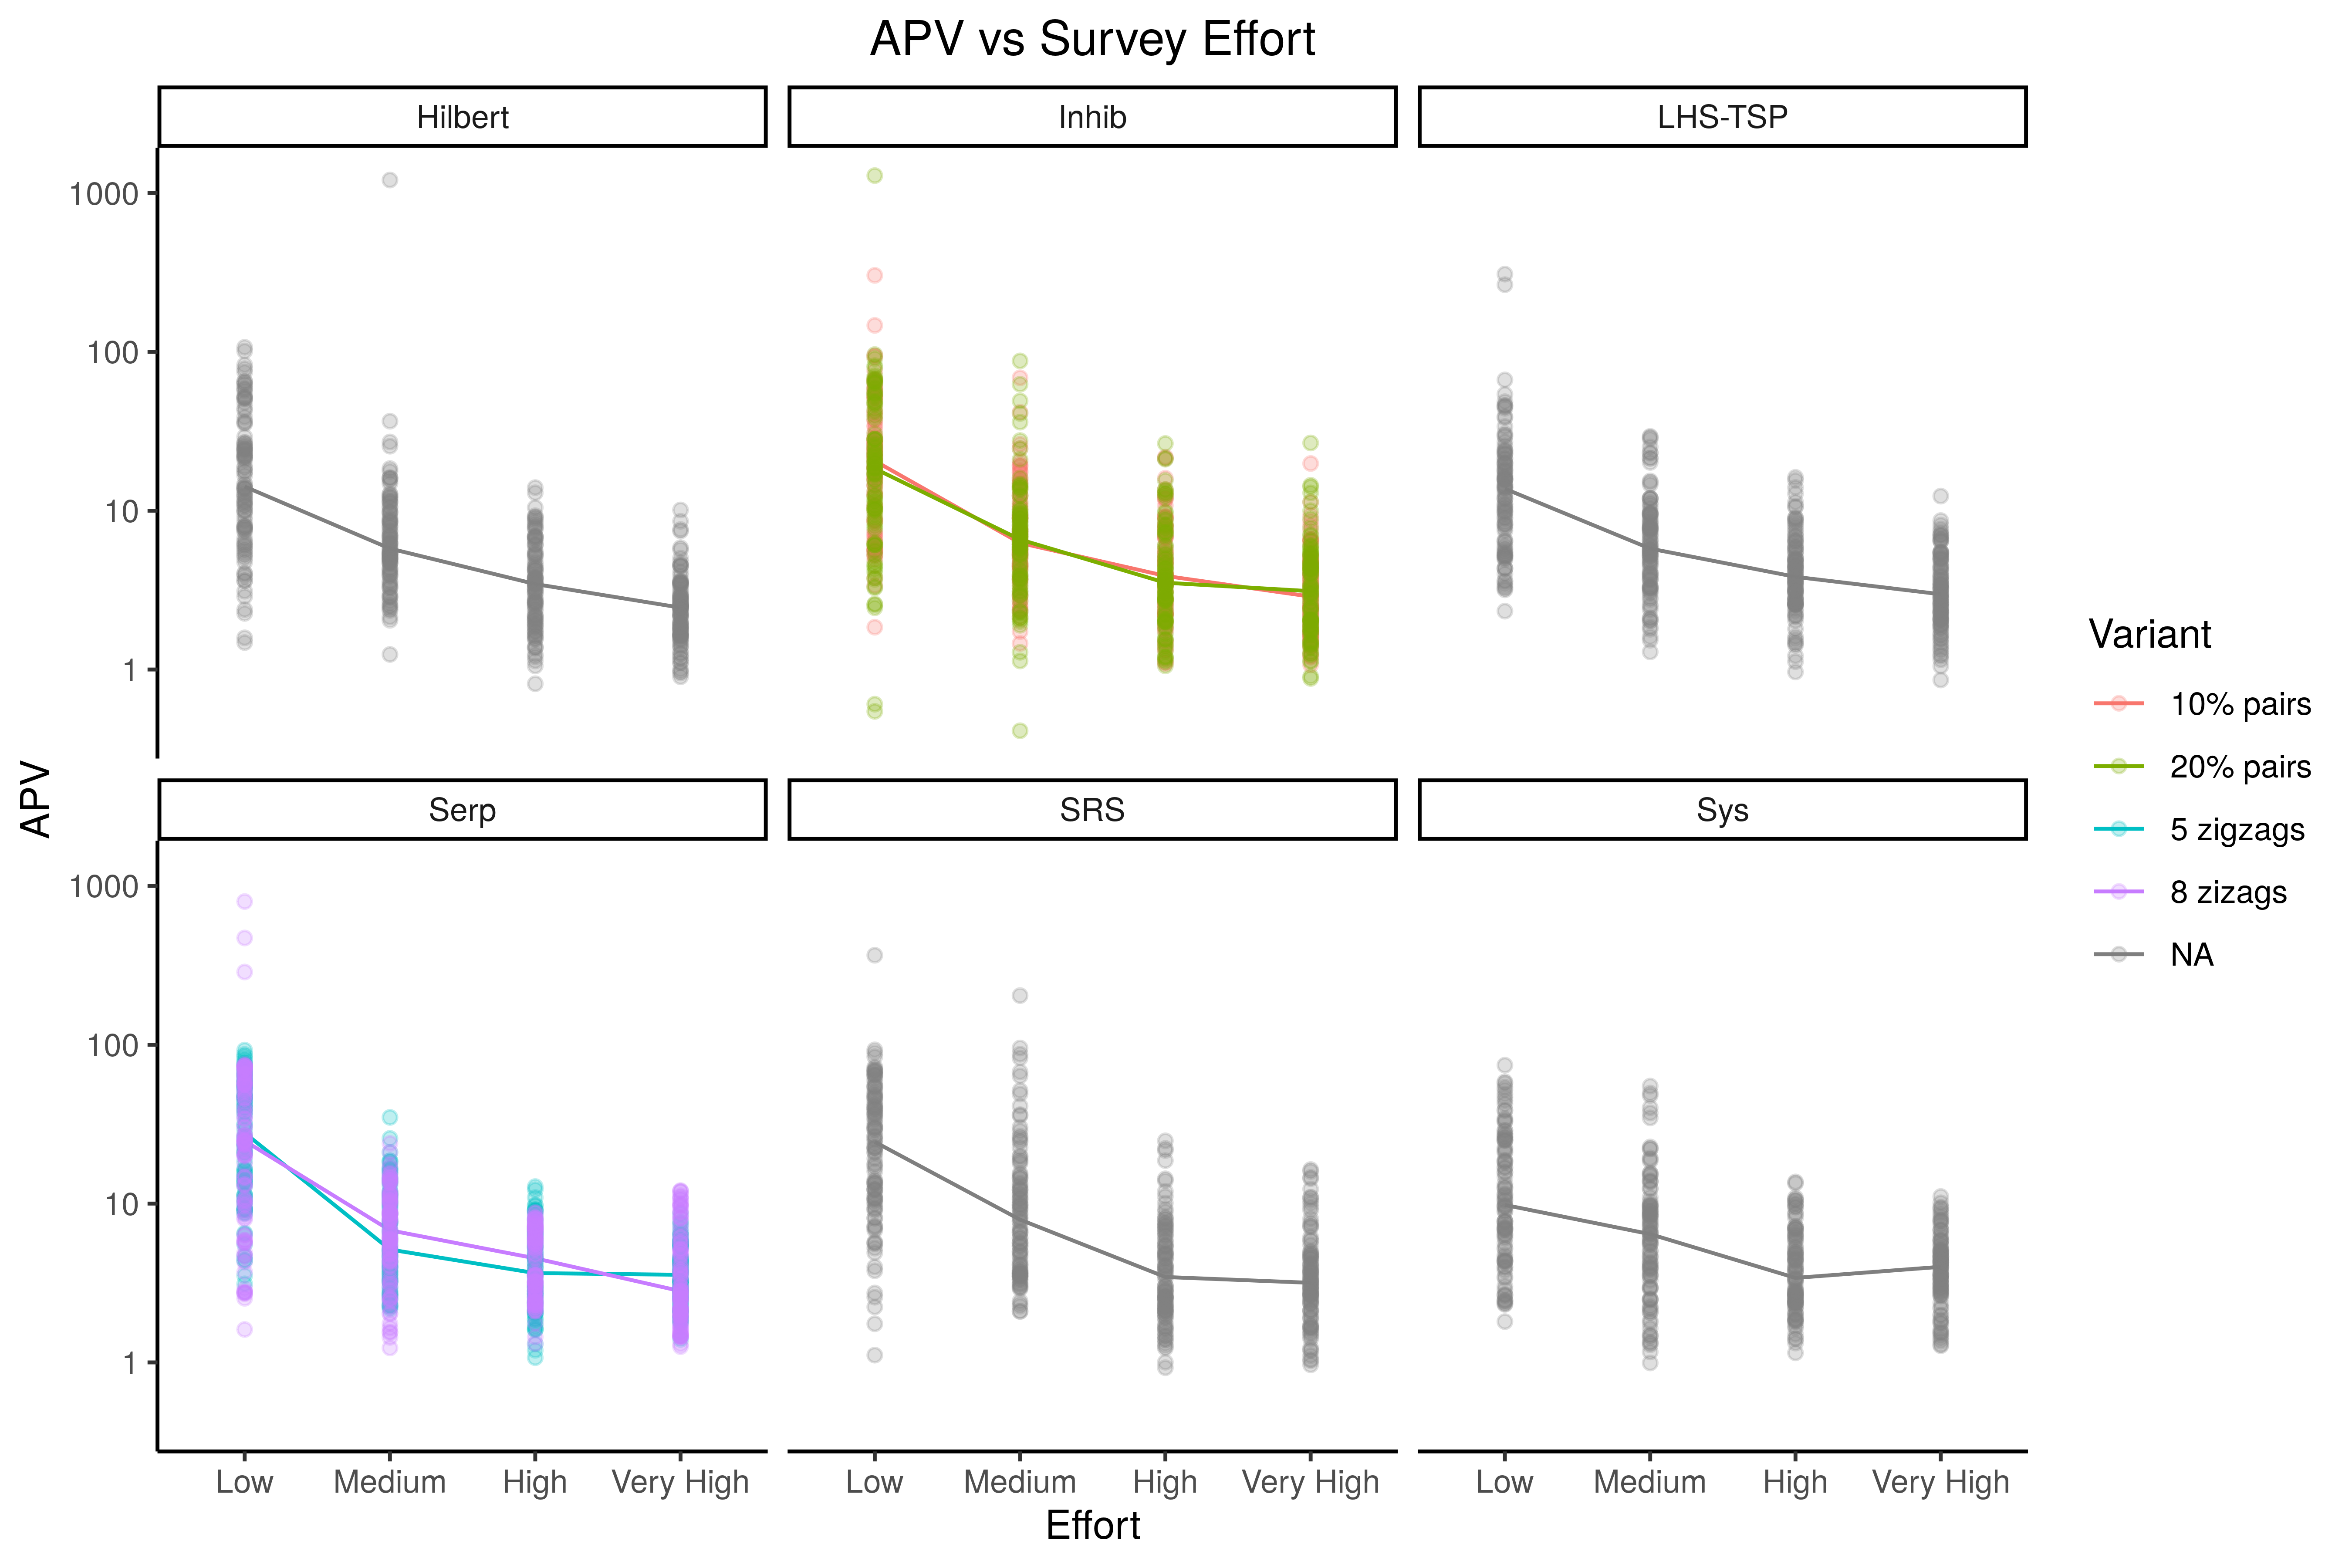 APV vs Survey Effort
Hilbert
Inhib
LHS-TSP
1000
100
10
1
Serp
SRS
Sys
1000
100
10
1
Low
Medium
High
Very High
Low
Medium
High
Very High
Low
Medium
High
Very High
Effort
APV
Variant
10% pairs
20% pairs
5 zigzags
8 zizags
NA